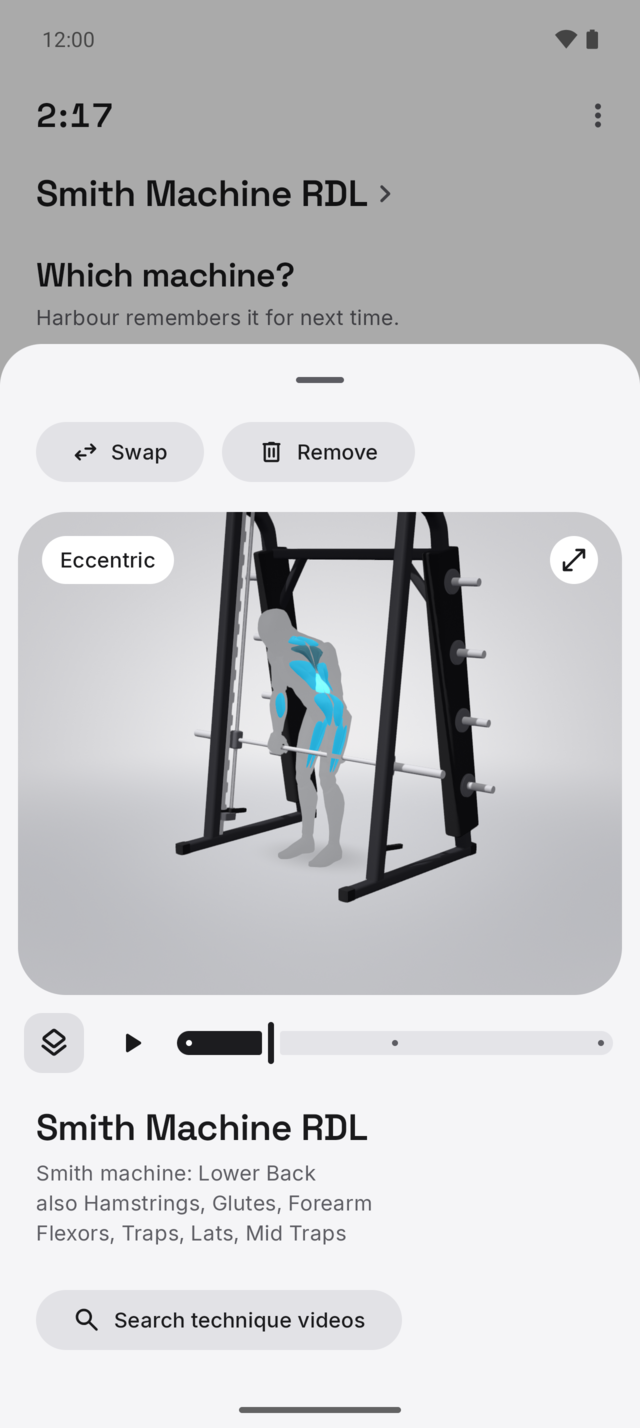 12:00
2:17
Smith Machine RDL
Which machine?
Harbour remembers it for next time.
Swap
Remove
Eccentric
Smith Machine RDL
Smith machine: Lower Back
also Hamstrings, Glutes, Forearm
Flexors, Traps, Lats, Mid Traps
Search technique videos